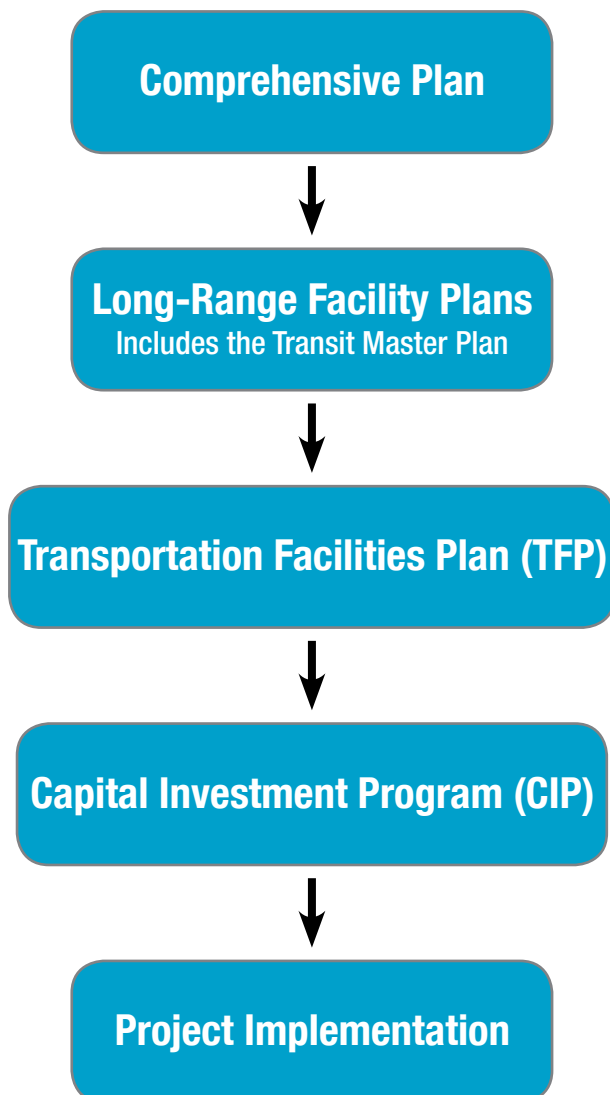 Comprehensive Plan
Long-Range Facility Plans
Includes the Transit Master Plan
Transportation Facilities Plan (TFP)
Capital Investment Program (CIP)
Project Implementation